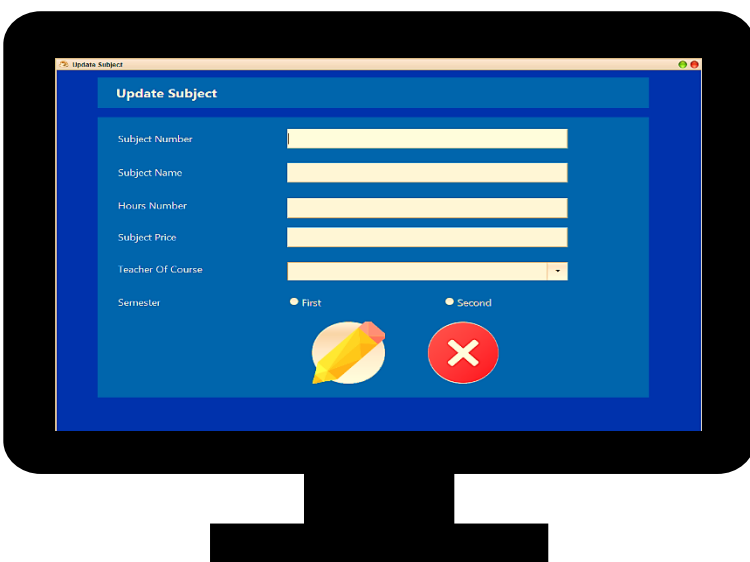 Update Subject
Update Subject
Subject Number
Subject Name
Hours Number
Subject Price
Teacher Of Course
Semester First Second